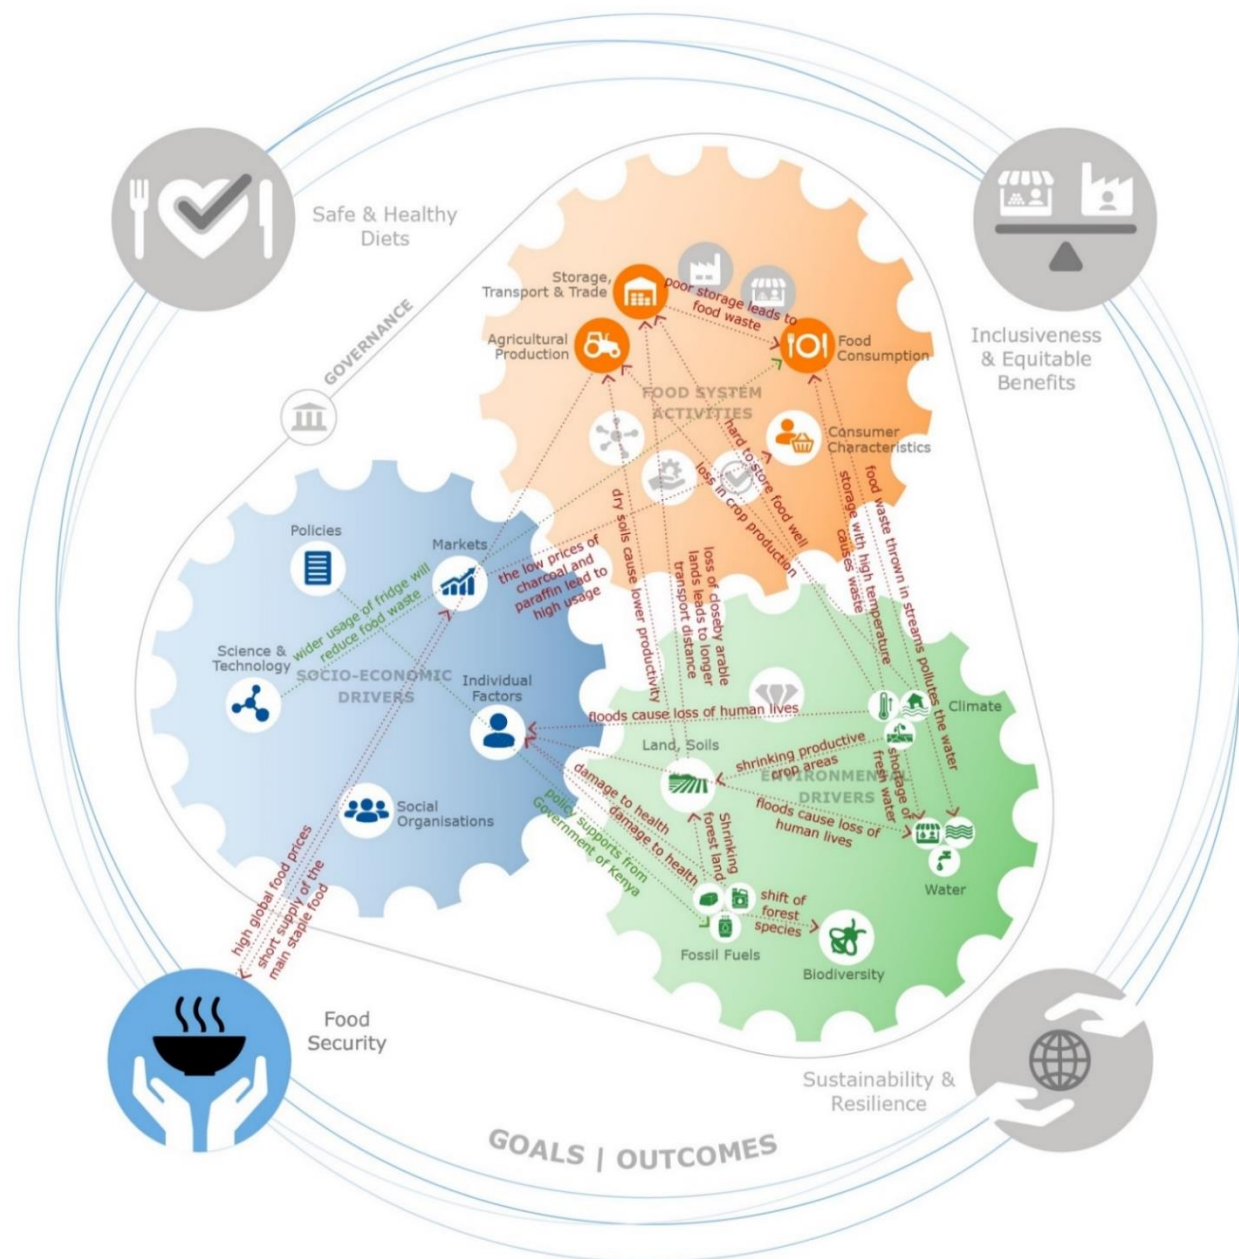 Safe & Healthy
Diets
Inclusiveness
& Equitable
Benefits
GOVERNANCE
Storage,
Transport & Trade
Agricultural
Production
poor storage leads to
food waste
Food
Consumption
FOOD SYSTEM
ACTIVITIES
Consumer
Characteristics
hard to store food well
loss in crop production
dry soils cause lower productivity
loss of closeby arable
lands leads to longer
transport distance
storage with high temperature
causes waste
food waste thrown in streams pollutes the water
Policies
Markets
the low prices of
charcoal and
paraffin lead to
high usage
wider usage of fridge will
reduce food waste
Science &
Technology
SOCIO-ECONOMIC
DRIVERS
Individual
Factors
Social
Organisations
floods cause loss of human lives
Climate
Land, Soils
shrinking productive
crop areas
ENVIRONMENTAL
DRIVERS
shortage of
fresh water
floods cause loss of
human lives
Water
damage to health
damage to health
policy supports from
Government of Kenya
Shrinking
forest land
shift of
forest
species
Fossil Fuels
Biodiversity
high global food prices
short supply of the
main staple food
Food
Security
Sustainability &
Resilience
GOALS | OUTCOMES